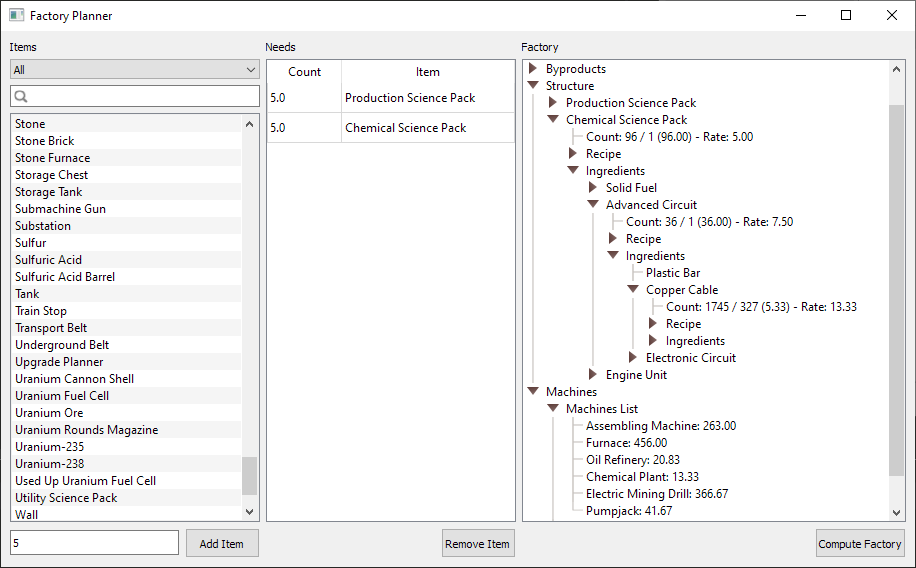 Factory Planner
Items
All
Stone
Stone Brick
Stone Furnace
Storage Chest
Storage Tank
Submachine Gun
Substation
Sulfur
Sulfuric Acid
Sulfuric Acid Barrel
Tank
Train Stop
Transport Belt
Underground Belt
Upgrade Planner
Uranium Cannon Shell
Uranium Fuel Cell
Uranium Ore
Uranium Rounds Magazine
Uranium-235
Uranium-238
Used Up Uranium Fuel Cell
Utility Science Pack
Wall
5
Add Item
Needs
Count Item
5.0 Production Science Pack
5.0 Chemical Science Pack
Remove Item
Factory
Byproducts
Structure
Production Science Pack
Chemical Science Pack
Count: 96 / 1 (96.00) - Rate: 5.00
Recipe
Ingredients
Solid Fuel
Advanced Circuit
Count: 36 / 1 (36.00) - Rate: 7.50
Recipe
Ingredients
Plastic Bar
Copper Cable
Count: 1745 / 327 (5.33) - Rate: 13.33
Recipe
Ingredients
Electronic Circuit
Engine Unit
Machines
Machines List
Assembling Machine: 263.00
Furnace: 456.00
Oil Refinery: 20.83
Chemical Plant: 13.33
Electric Mining Drill: 366.67
Pumpjack: 41.67
Compute Factory